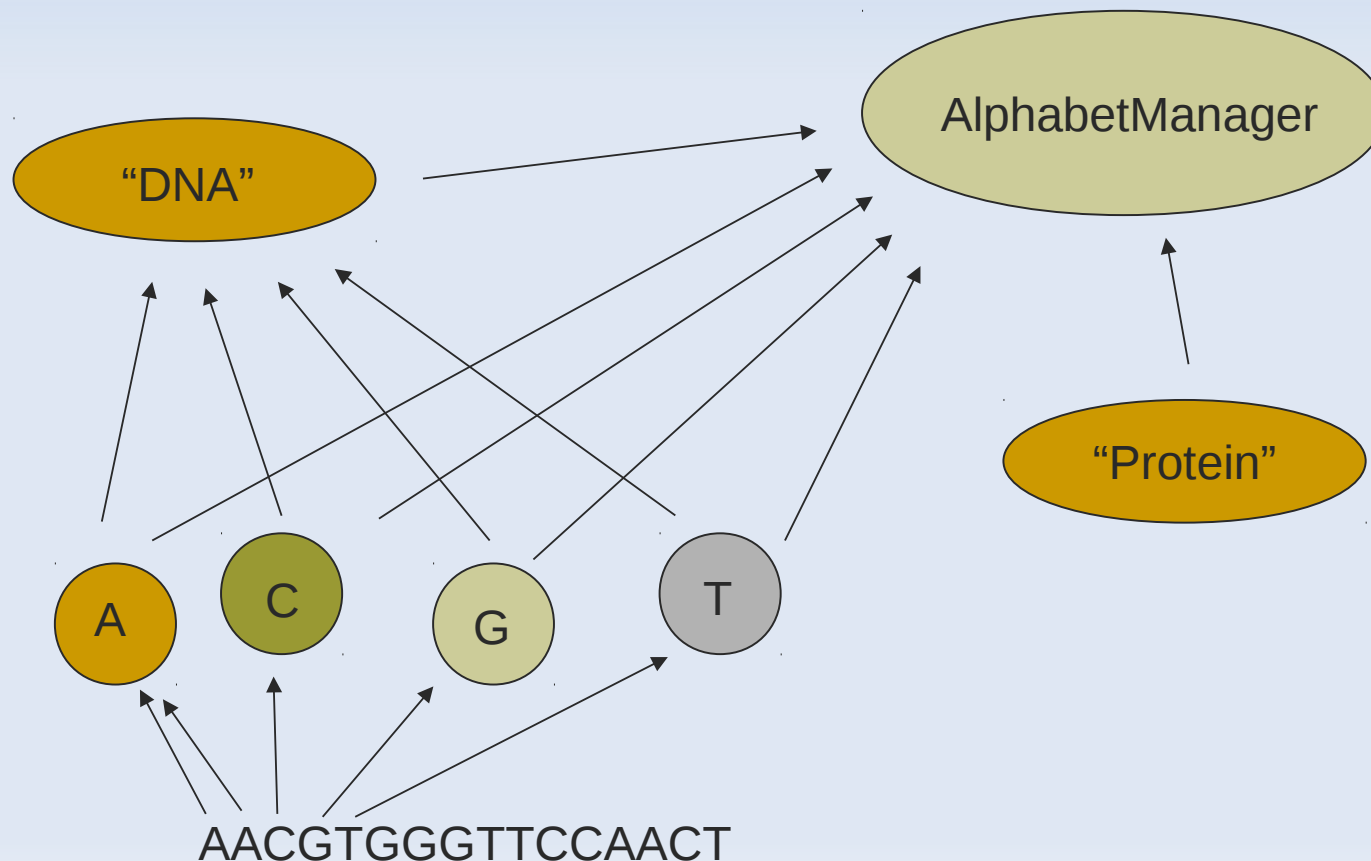 AlphabetManager
“DNA”
“Protein”
A
C
G
T
AACGTGGGTTCCAACT